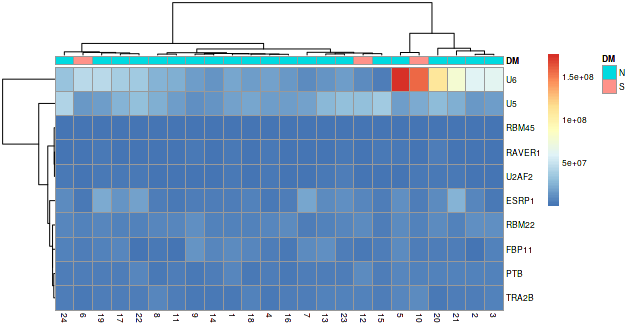 DM
DM
N
S
U6
U5
RBM45
RAVER1
U2AF2
ESRP1
RBM22
FBP11
PTB
TRA2B
1.5e+08
1e+08
5e+07
24 6 19 17 22 8 11 9 14 1 18 4 16 7 13 23 12 15 5 10 20 21 2 3